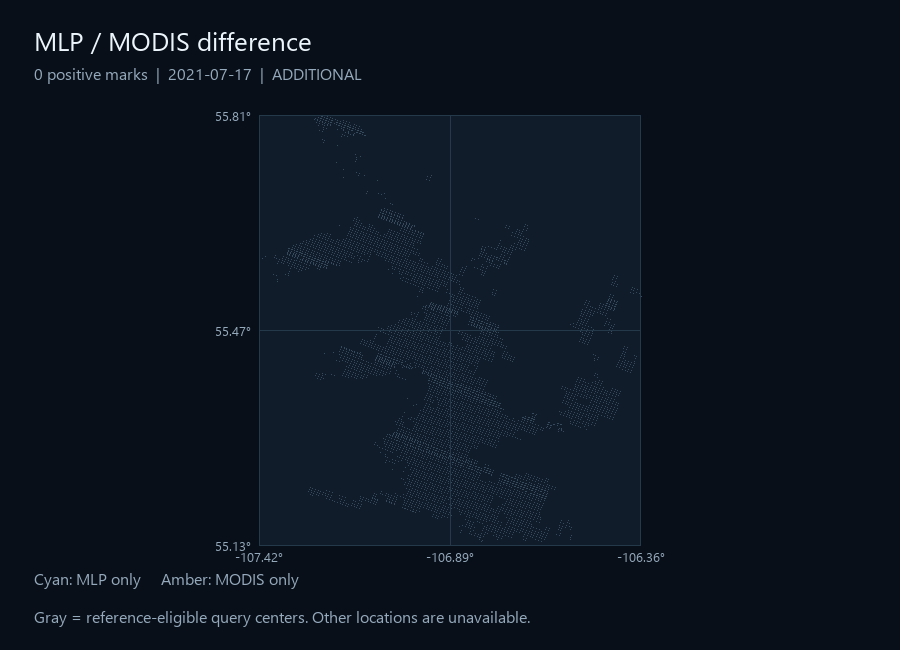 MLP / MODIS difference
0 positive marks | 2021-07-17 | ADDITIONAL
55.81°
55.47°
55.13°
-107.42° -106.89° -106.36°
Cyan: MLP only Amber: MODIS only
Gray = reference-eligible query centers. Other locations are unavailable.